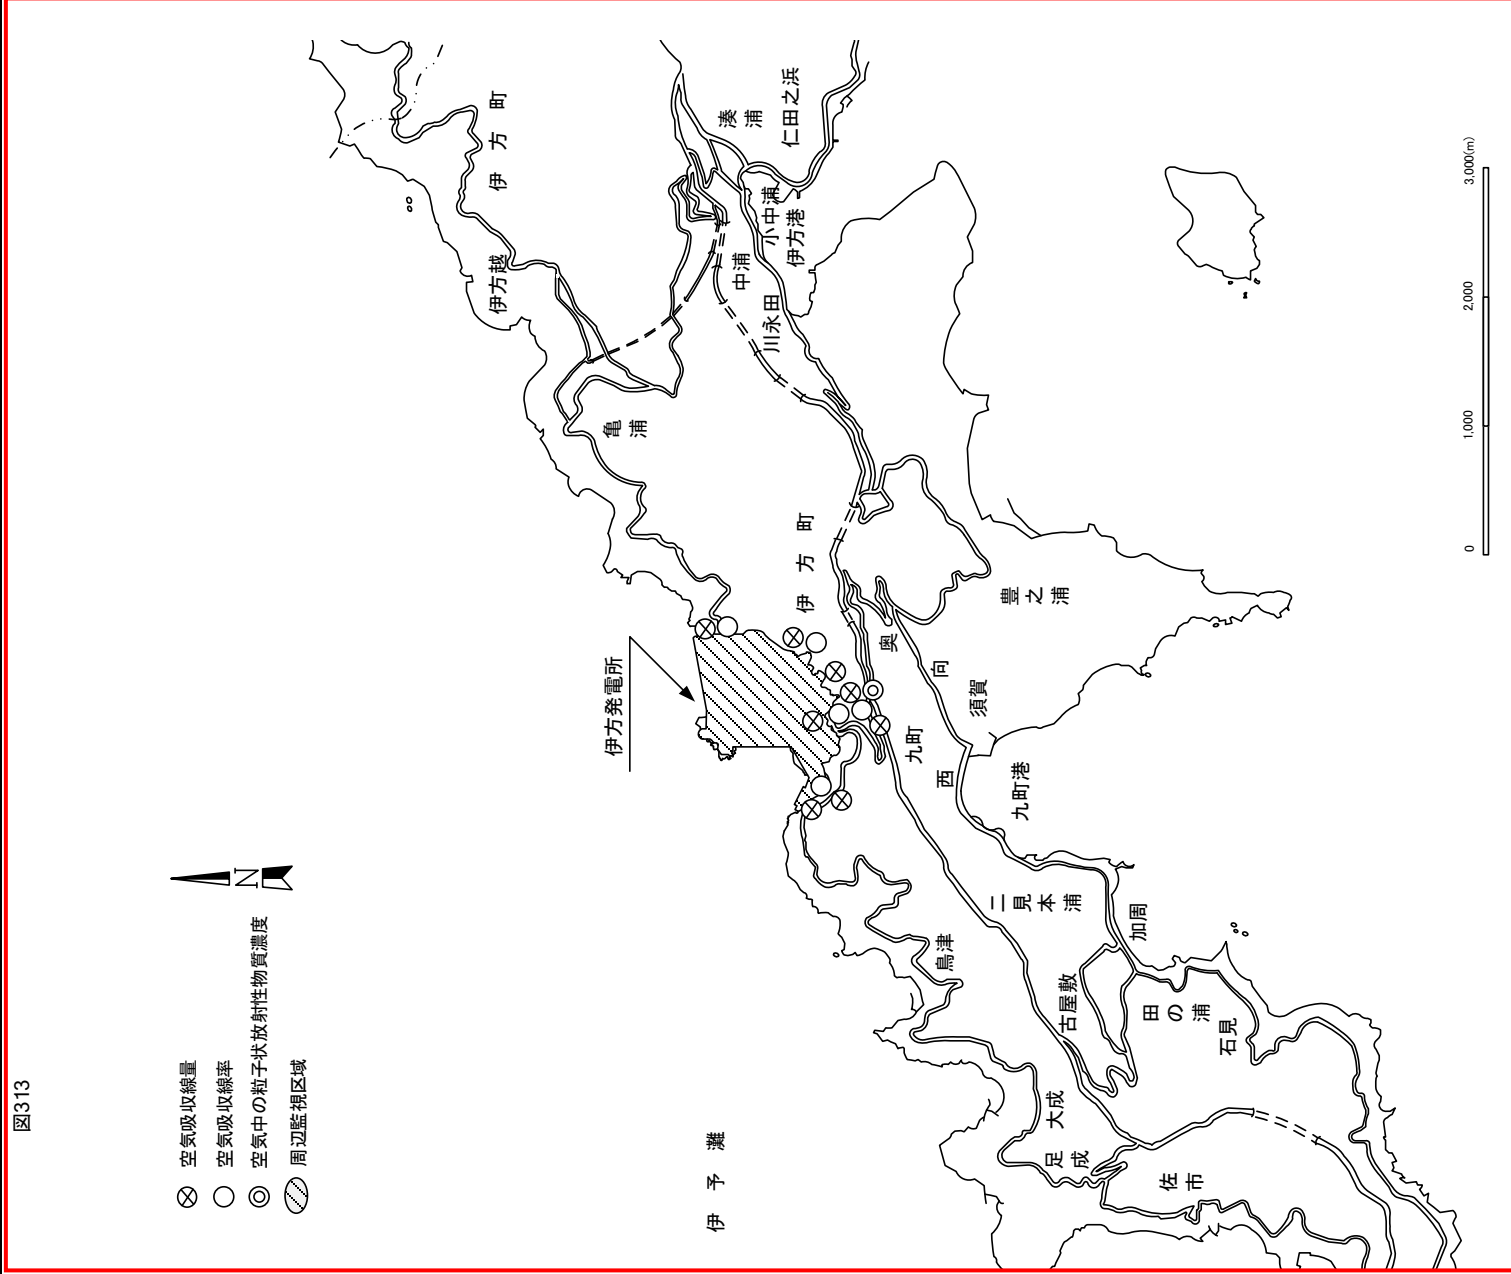 図313
空気吸収線量
空気吸収線率
空気中の粒子状放射性物質濃度
周辺監視区域
N
伊予灘
伊方発電所
伊方町
伊方越
亀浦
湊浦
仁田之浜
小中浦
伊方港
中浦
川永田
伊方町
豊之浦
奥
向
須賀
九町
西
九町港
二見本浦
加周
鳥津
古屋敷
田の浦
石見
大成
足成
佐市
0 1,000 2,000 3,000(m)